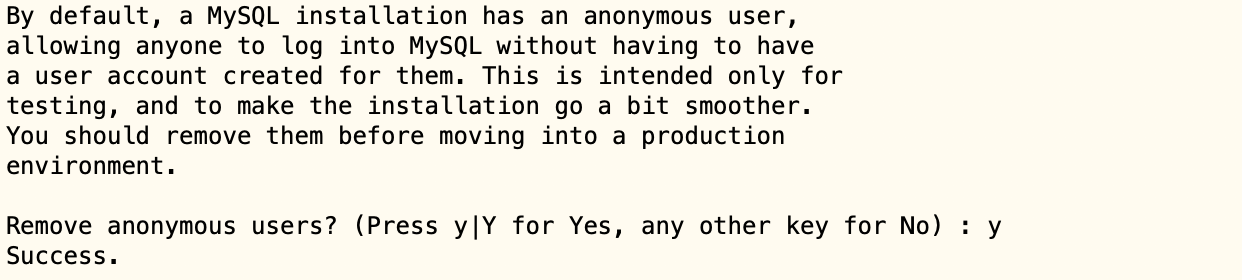 By default, a MySQL installation has an anonymous user,
allowing anyone to log into MySQL without having to have
a user account created for them. This is intended only for
testing, and to make the installation go a bit smoother.
You should remove them before moving into a production
environment.

Remove anonymous users? (Press y|Y for Yes, any other key for No) : y
Success.